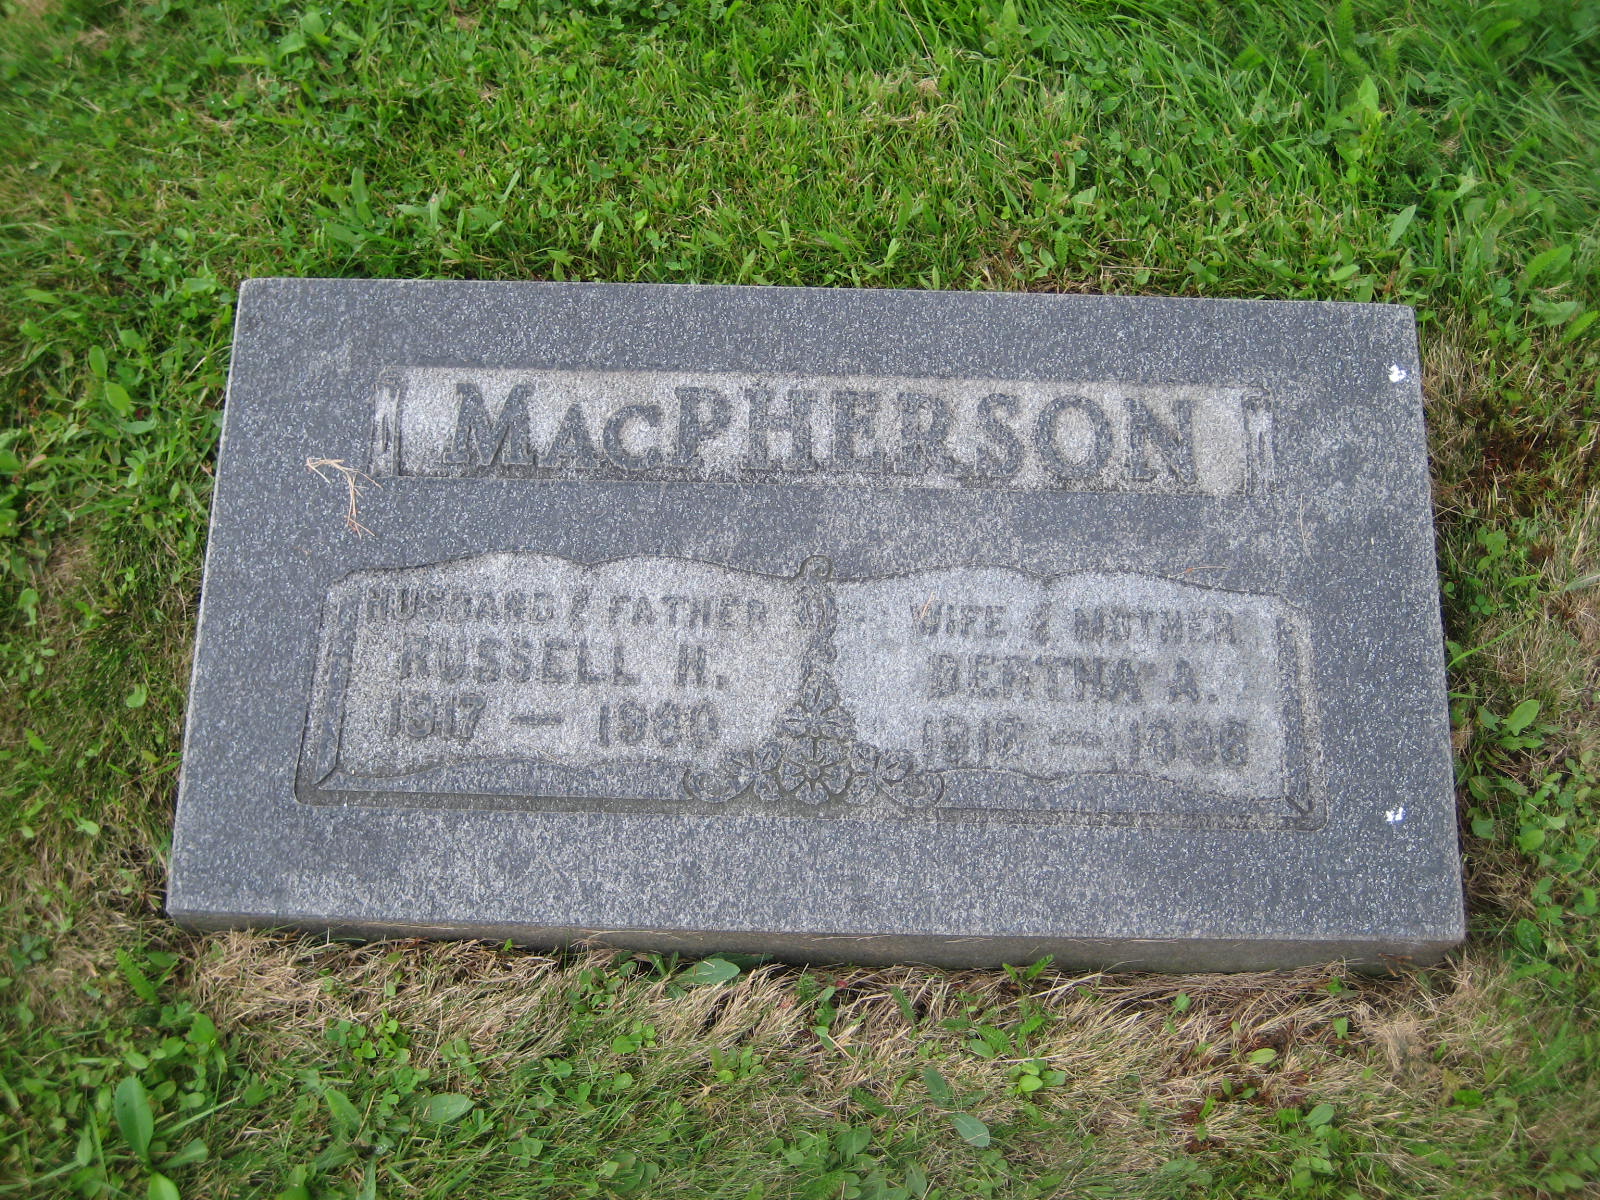 MACPHERSON
HUSBAND & FATHER
RUSSELL H.
1917 — 1980
WIFE & MOTHER
BERTHA A.